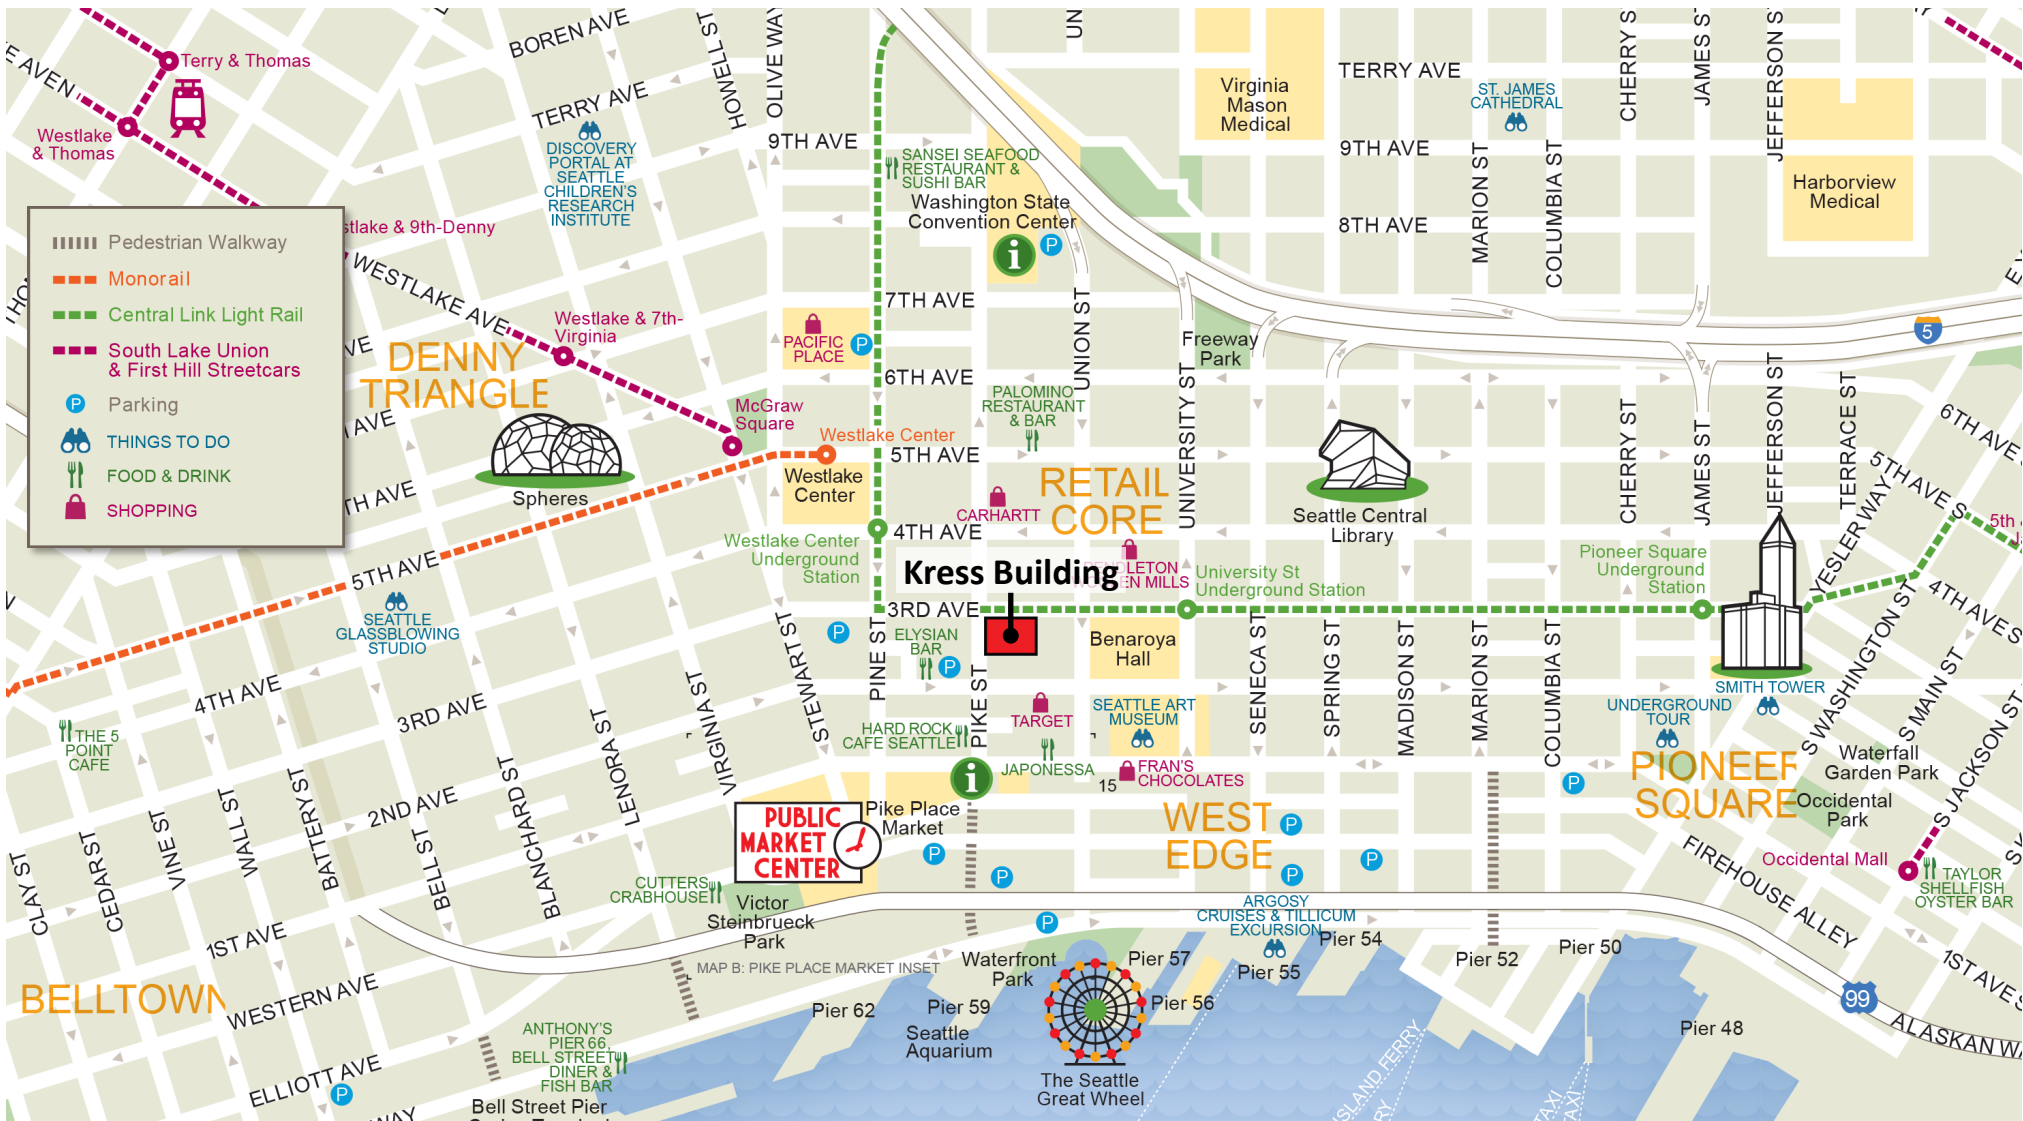 Terry & Thomas
Westlake
& Thomas
BOREN AVE
TERRY AVE
HOWELL ST
OLIVE WAY
9TH AVE
UN
Virginia
Mason
Medical
TERRY AVE
ST. JAMES
CATHEDRAL
CHERRY S
JAMES ST
JEFFERSON S
9TH AVE
8TH AVE
MARION ST
COLUMBIA ST
Harborview
Medical
DISCOVERY
PORTAL AT
SEATTLE
CHILDREN'S
RESEARCH
INSTITUTE
SANSEI SEAFOOD
RESTAURANT &
SUSHI BAR
Washington State
Convention Center
i
P
stlake & 9th-Denny
Pedestrian Walkway
Monorail
Central Link Light Rail
South Lake Union
& First Hill Streetcars
P
Parking
THINGS TO DO
FOOD & DRINK
SHOPPING
WESTLAKE AVE
Westlake & 7th-
Virginia
DENNY
TRIANGLE
7TH AVE
PACIFIC
PLACE
P
6TH AVE
UNION ST
UNIVERSITY ST
Freeway
Park
5
PALOMINO
RESTAURANT
& BAR
McGraw
Square
Westlake Center
5TH AVE
Westlake
Center
Spheres
RETAIL
CORE
CARHARTT
4TH AVE
Seattle Central
Library
CHERRY ST
JAMES ST
JEFFERSON ST
TERRACE ST
6TH AVE S
5TH AVE S
YESLER WAY
5th
Westlake Center
Underground
Station
Kress Building
NDLETON
EN MILLS
University St
Underground Station
Pioneer Square
Underground
Station
3RD AVE
5TH AVE
SEATTLE
GLASSBLOWING
STUDIO
P
ELYSIAN
BAR
P
Benaroya
Hall
PINE ST
PIKE ST
STEWART ST
VIRGINIA ST
SENECA ST
SPRING ST
MADISON ST
MARION ST
COLUMBIA ST
S WASHINGTON ST
4TH AVE S
S MAIN ST
S JACKSON ST
SMITH TOWER
UNDERGROUND
TOUR
4TH AVE
3RD AVE
2ND AVE
THE 5
POINT
CAFE
HARD ROCK
CAFE SEATTLE
TARGET
JAPONESSA
SEATTLE ART
MUSEUM
15
FRAN'S
CHOCOLATES
i
PIONEER
SQUARE
Waterfall
Garden Park
Occidental
Park
P
PUBLIC
MARKET
CENTER
Pike Place
Market
P
P
WEST
EDGE
P
P
P
FIREHOUSE ALLEY
Occidental Mall
TAYLOR
SHELLFISH
OYSTER BAR
CLAY ST
CEDARST
VINE ST
WALL ST
BATTERYST
BELL ST
BLANCHARD ST
LENORA ST
CUTTERS
CRABHOUSE
Victor
Steinbrueck
Park
MAP B: PIKE PLACE MARKET INSET
P
ARGOSY
CRUISES & TILLICUM
EXCURSION
1ST AVE
WESTERN AVE
ELLIOTT AVE
WAY
BELLTOWN
P
Waterfront
Park
Pier 62
Pier 59
Seattle
Aquarium
Pier 57
Pier 56
Pier 55
Pier 54
Pier 52
Pier 50
Pier 48
The Seattle
Great Wheel
1ST AVE S
99
ALASKAN WA
ANTHONY'S
PIER 66,
BELL STREET
DINER &
FISH BAR
Bell Street Pier
ISLAND FERRY
RY
TAXI
TAXI